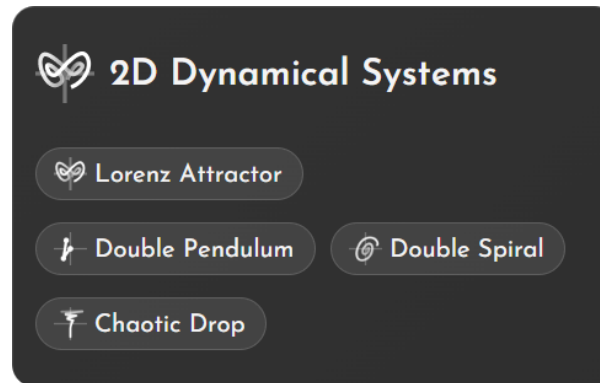 2D Dynamical Systems
Lorenz Attractor
Double Pendulum
Double Spiral
Chaotic Drop